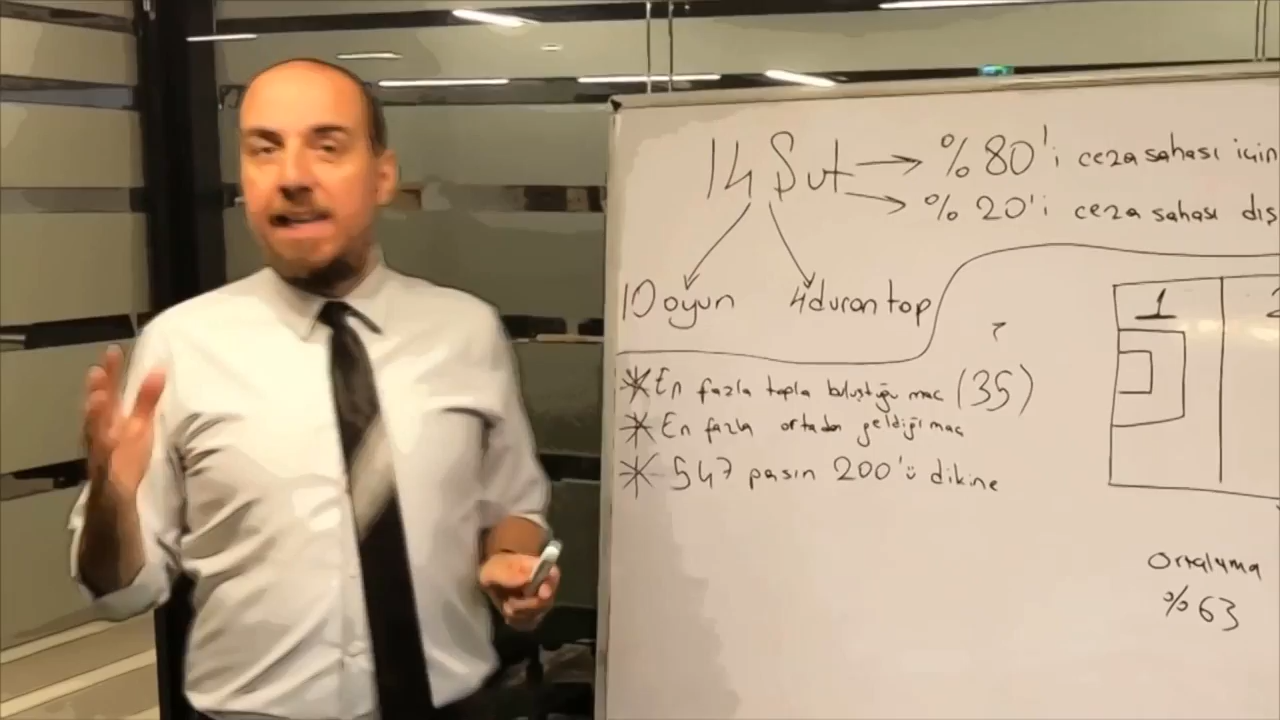 14 Şut → %80'i ceza sahası için
→ %20'i ceza sahası dış
10 oyun 4 duran top
* En fazla topla buluştuğu maç (35)
* En fazla ortadan geldiği maç
* 547 pasın 200'ü dikine
1
2
Ortalama
%63